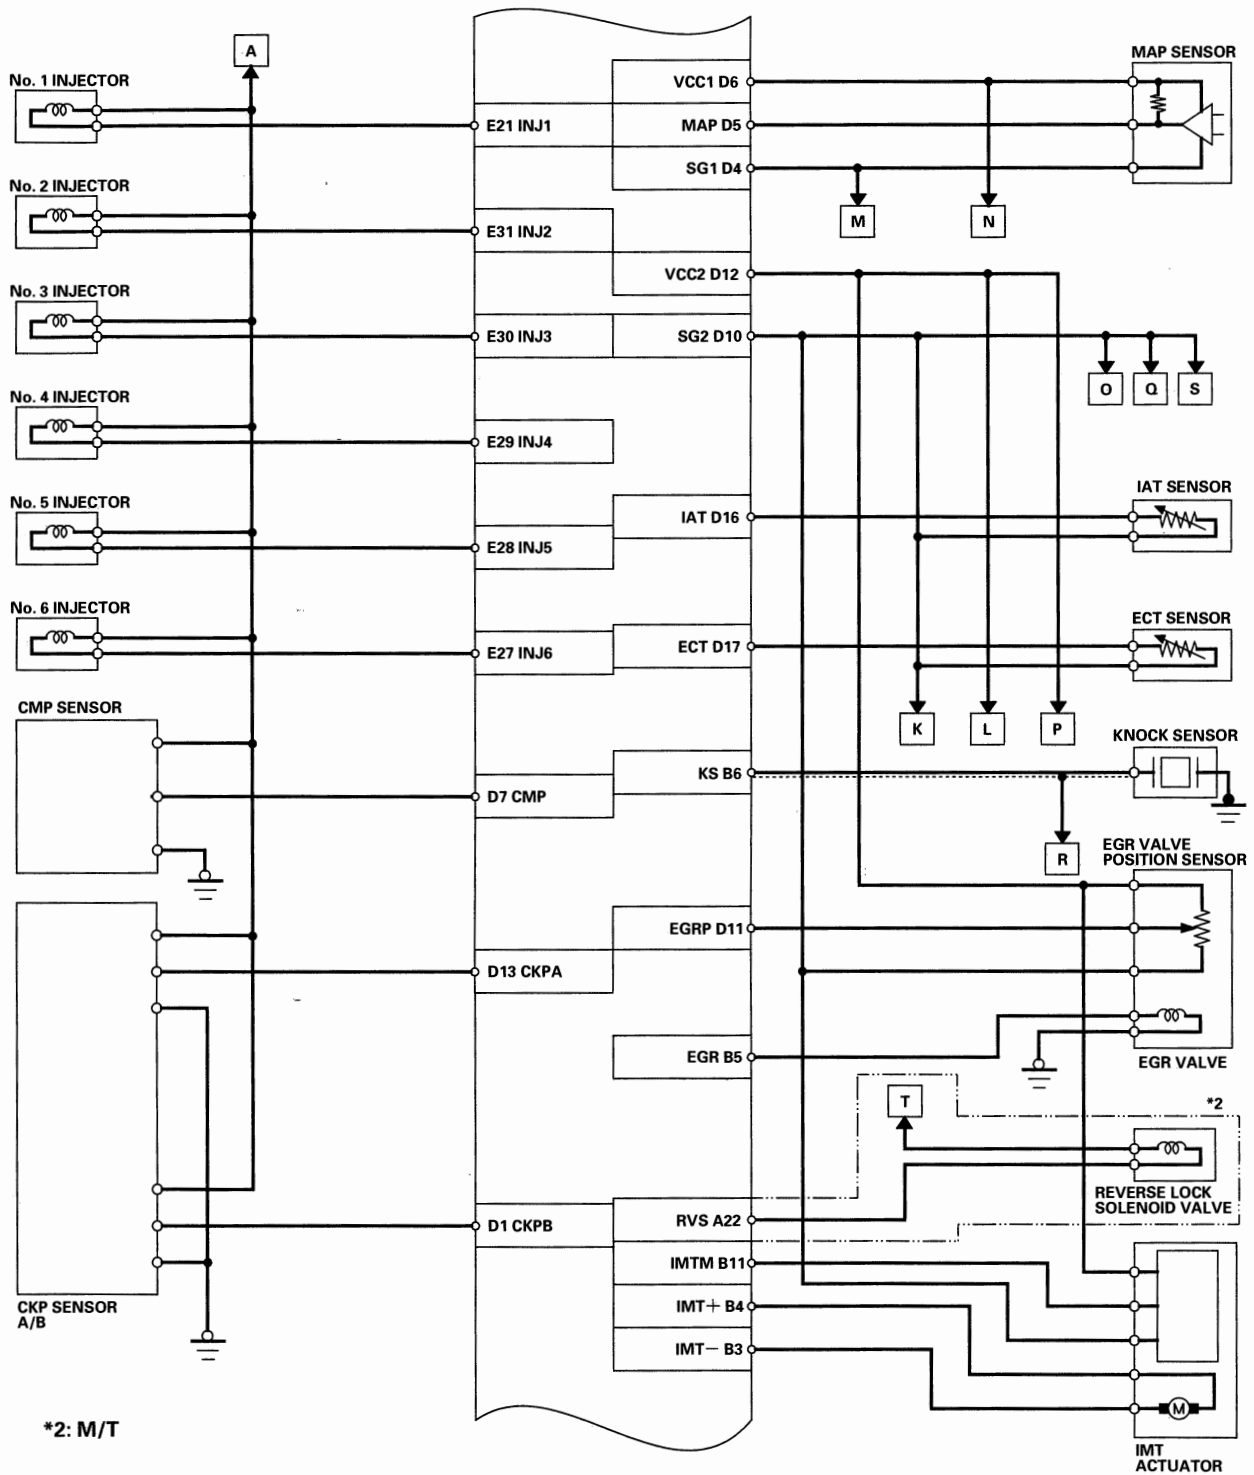 A
No. 1 INJECTOR
No. 2 INJECTOR
No. 3 INJECTOR
No. 4 INJECTOR
No. 5 INJECTOR
No. 6 INJECTOR
CMP SENSOR
CKP SENSOR
A/B
*2: M/T
E21 INJ1
E31 INJ2
E30 INJ3
E29 INJ4
E28 INJ5
E27 INJ6
D7 CMP
D13 CKPA
D1 CKPB
VCC1 D6
MAP D5
SG1 D4
VCC2 D12
SG2 D10
IAT D16
ECT D17
KS B6
EGRP D11
EGR B5
RVS A22
IMTM B11
IMT+ B4
IMT− B3
MAP SENSOR
M
N
O
Q
S
IAT SENSOR
ECT SENSOR
K
L
P
KNOCK SENSOR
R
EGR VALVE
POSITION SENSOR
EGR VALVE
*2
T
REVERSE LOCK
SOLENOID VALVE
M
IMT
ACTUATOR